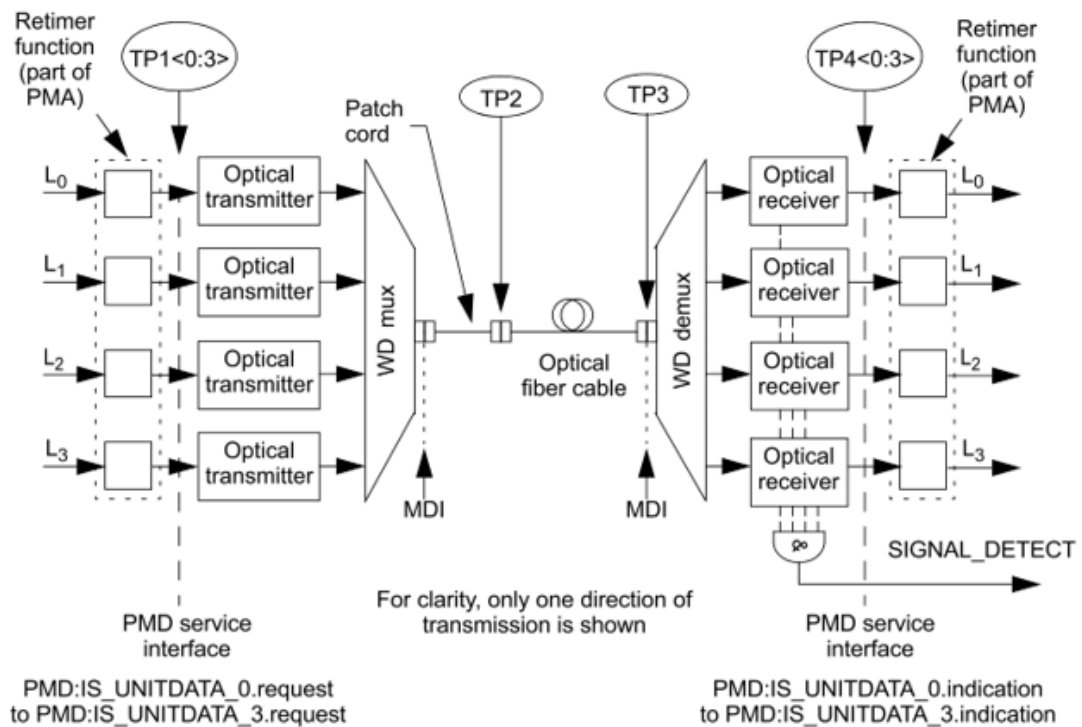 Retimer
function
(part of
PMA)
TP1<0:3>
Patch
cord
TP2
TP3
TP4<0:3>
Retimer
function
(part of
PMA)
L0
Optical
transmitter
Optical
receiver
L0
L1
Optical
transmitter
Optical
receiver
L1
L2
Optical
transmitter
Optical
receiver
L2
L3
Optical
transmitter
Optical
receiver
L3
WD mux
Optical
fiber cable
WD demux
MDI
MDI
&
SIGNAL_DETECT
For clarity, only one direction of
transmission is shown
PMD service
interface
PMD service
interface
PMD:IS_UNITDATA_0.request
to PMD:IS_UNITDATA_3.request
PMD:IS_UNITDATA_0.indication
to PMD:IS_UNITDATA_3.indication